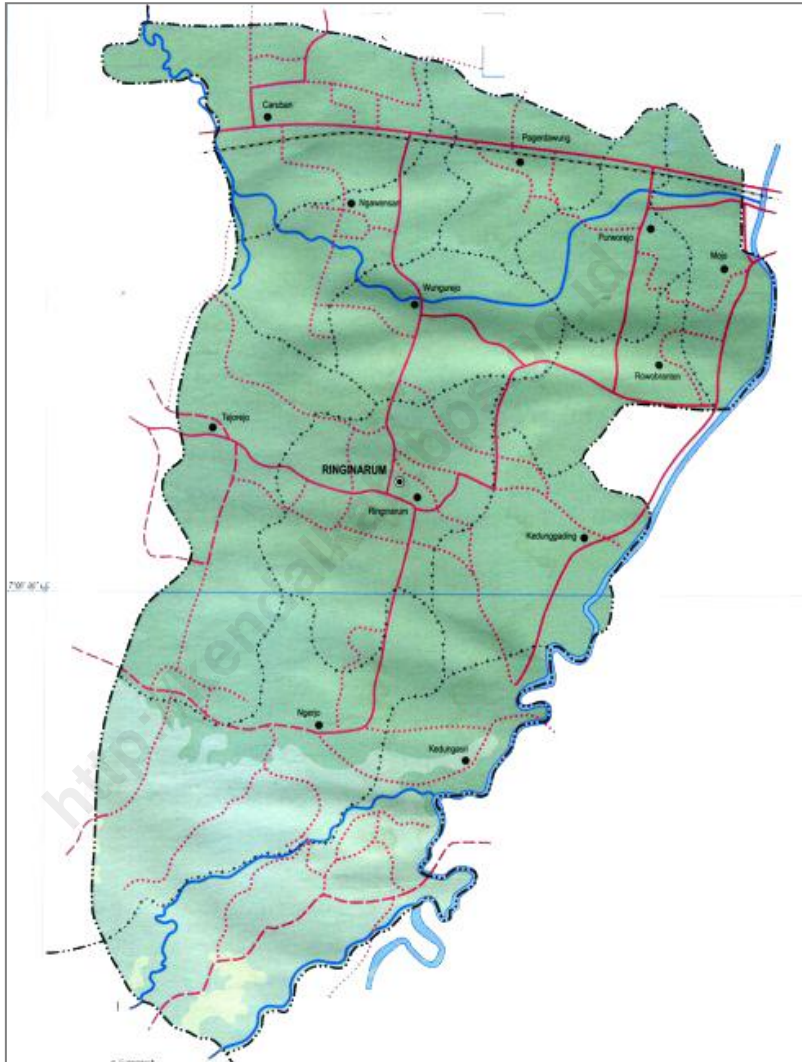 Caruban
Pagerdawung
Ngawensari
Purworejo
Mojo
Wungurejo
Rowobranten
Tejorejo
RINGINARUM
Ringinarum
Kedunggading
Ngerjo
Kedungasri